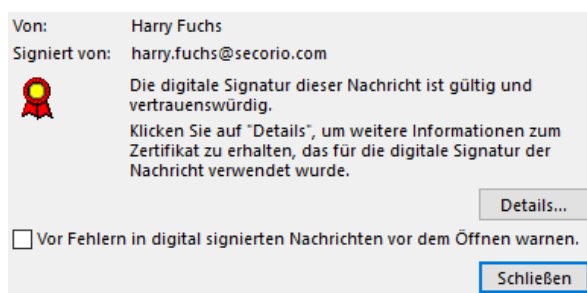 Von: Harry Fuchs
Signiert von: harry.fuchs@secorio.com
Die digitale Signatur dieser Nachricht ist gültig und
vertrauenswürdig.
Klicken Sie auf "Details", um weitere Informationen zum
Zertifikat zu erhalten, das für die digitale Signatur der
Nachricht verwendet wurde.
Details...
Vor Fehlern in digital signierten Nachrichten vor dem Öffnen warnen.
Schließen